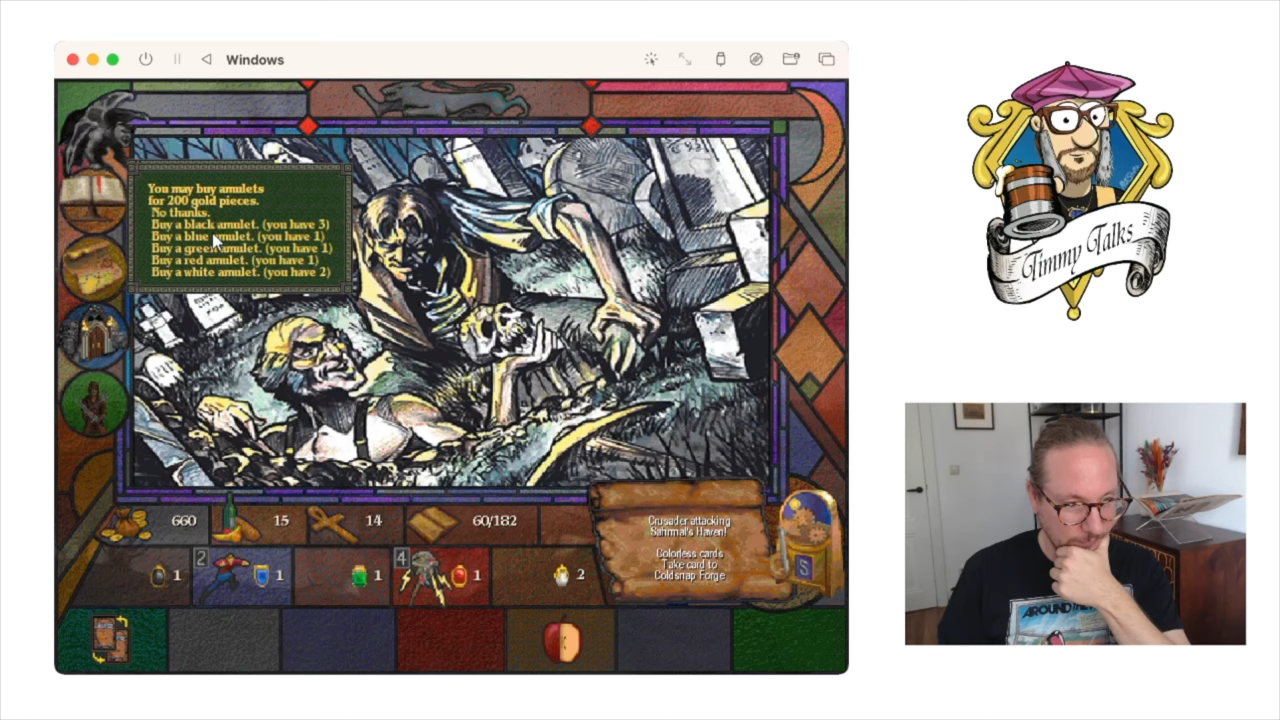 Windows
You may buy amulets
for 200 gold pieces.
No thanks.
Buy a black amulet. (you have 3)
Buy a blue amulet. (you have 1)
Buy a green amulet. (you have 1)
Buy a red amulet. (you have 1)
Buy a white amulet. (you have 2)
660
15
14
60/182
Crusader attacking
Sahrmal's Haven!
Colorless cards
Take card to
Coldsnap Forge
1
2
1
1
4
1
2
S
Timmy Talks
AROUND